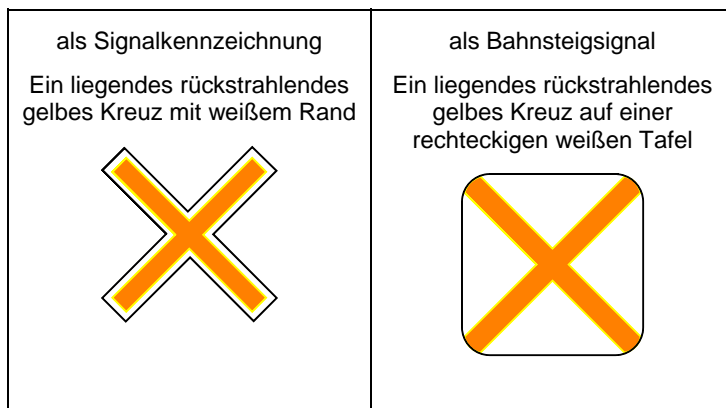 als Signalkennzeichnung
Ein liegendes rückstrahlendes
gelbes Kreuz mit weißem Rand
als Bahnsteigsignal
Ein liegendes rückstrahlendes
gelbes Kreuz auf einer
rechteckigen weißen Tafel